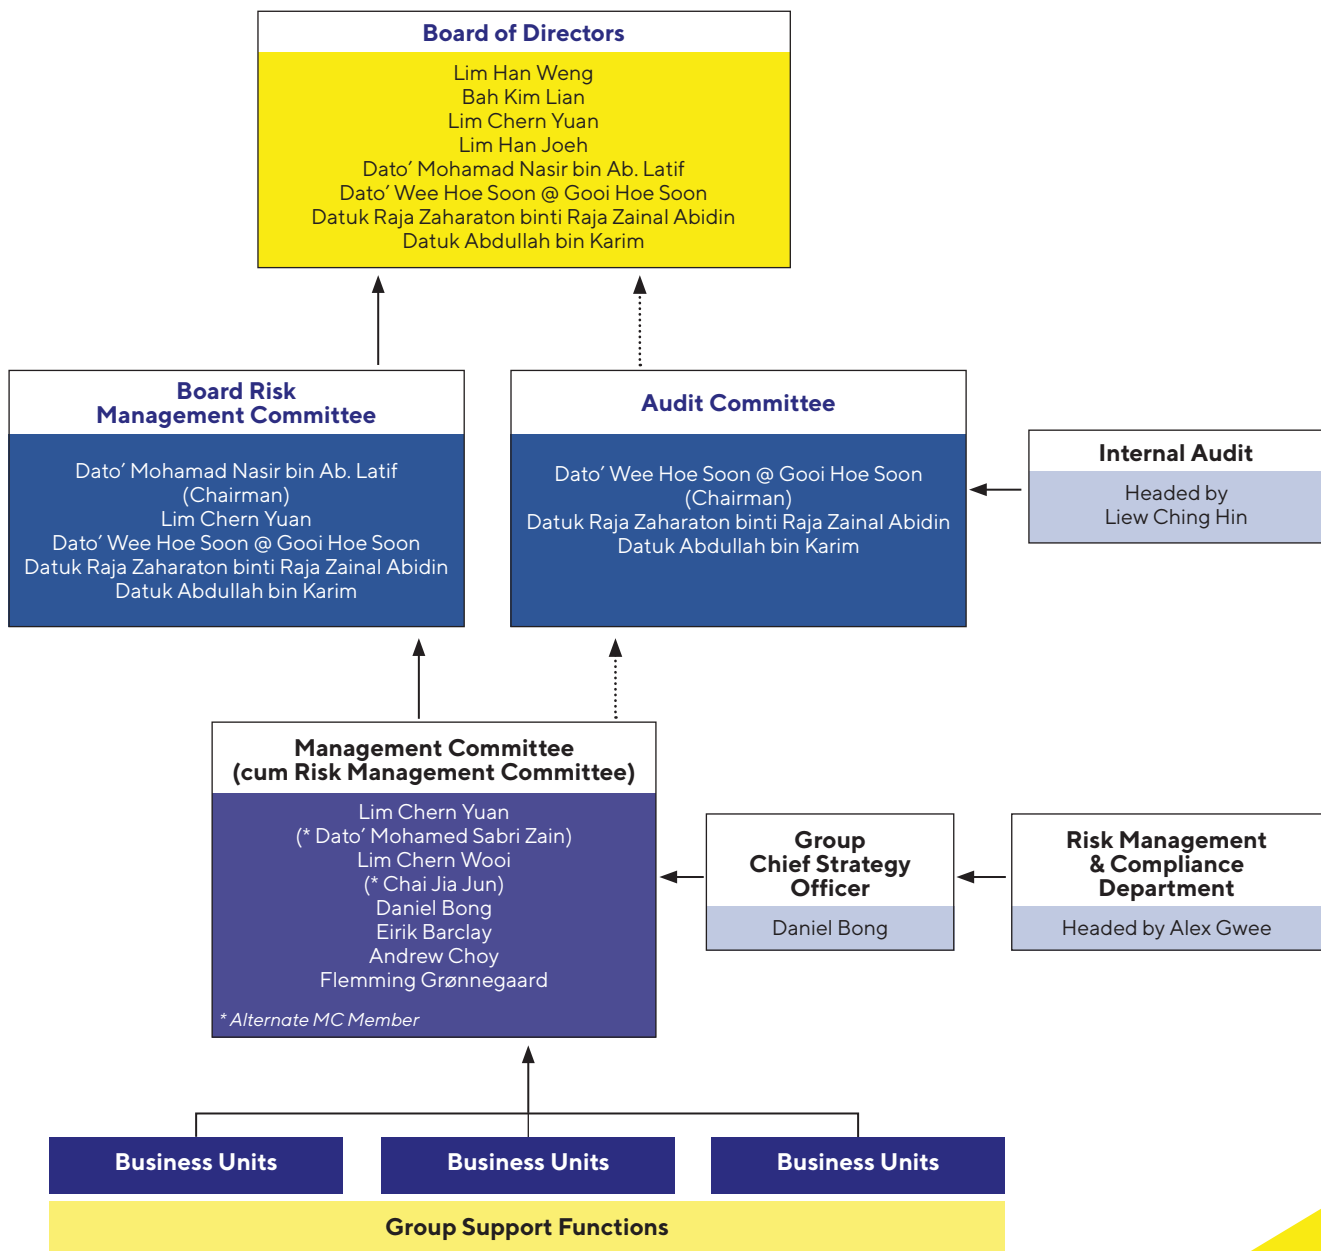 Board of Directors
Lim Han Weng
Bah Kim Lian
Lim Chern Yuan
Lim Han Joeh
Dato’ Mohamad Nasir bin Ab. Latif
Dato’ Wee Hoe Soon @ Gooi Hoe Soon
Datuk Raja Zaharaton binti Raja Zainal Abidin
Datuk Abdullah bin Karim
Board Risk
Management Committee
Dato’ Mohamad Nasir bin Ab. Latif
(Chairman)
Lim Chern Yuan
Dato’ Wee Hoe Soon @ Gooi Hoe Soon
Datuk Raja Zaharaton binti Raja Zainal Abidin
Datuk Abdullah bin Karim
Audit Committee
Dato’ Wee Hoe Soon @ Gooi Hoe Soon
(Chairman)
Datuk Raja Zaharaton binti Raja Zainal Abidin
Datuk Abdullah bin Karim
Internal Audit
Headed by
Liew Ching Hin
Management Committee
(cum Risk Management Committee)
Lim Chern Yuan
(* Dato’ Mohamed Sabri Zain)
Lim Chern Wooi
(* Chai Jia Jun)
Daniel Bong
Eirik Barclay
Andrew Choy
Flemming Grønnegaard
* Alternate MC Member
Group
Chief Strategy
Officer
Daniel Bong
Risk Management
& Compliance
Department
Headed by Alex Gwee
Business Units
Business Units
Business Units
Group Support Functions